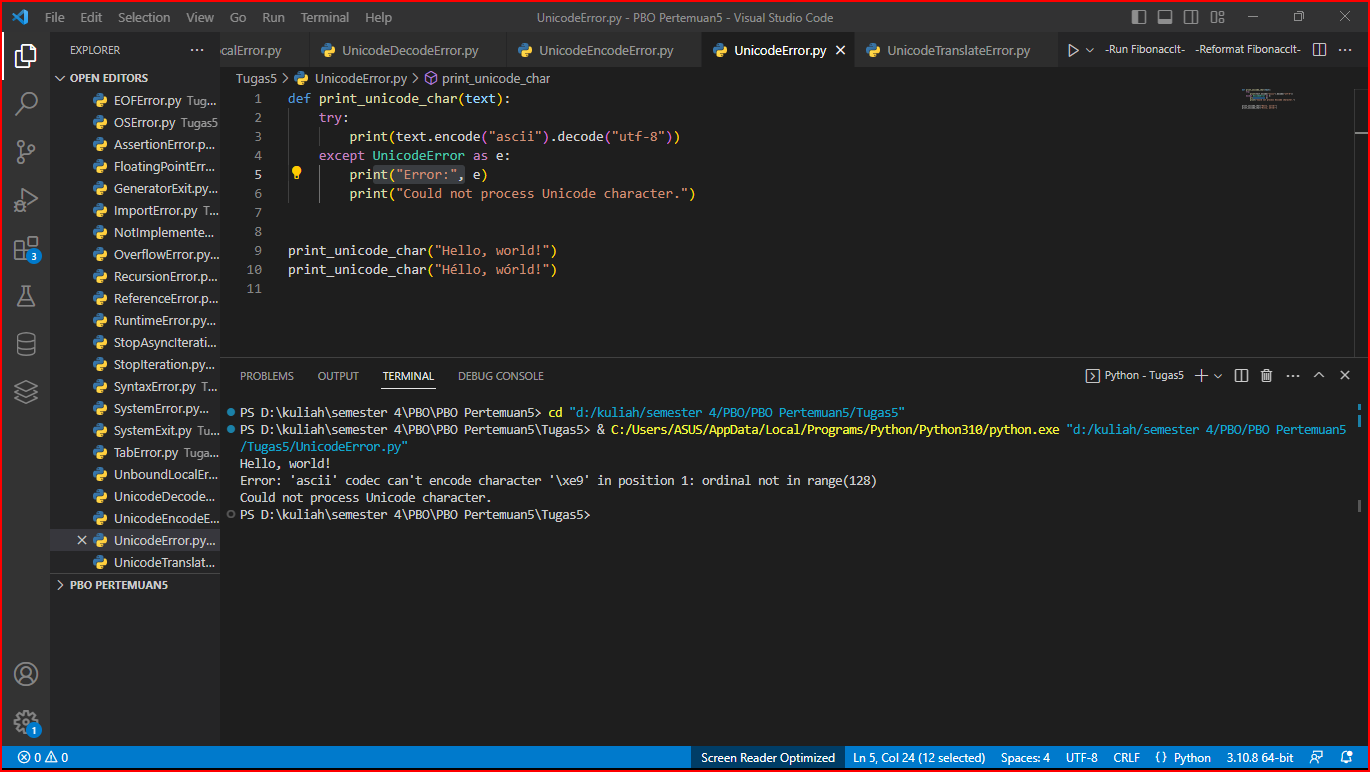 File Edit Selection View Go Run Terminal Help
UnicodeError.py - PBO Pertemuan5 - Visual Studio Code
EXPLORER
OPEN EDITORS
EOFError.py Tug...
OSError.py Tugas5
AssertionError.p...
FloatingPointErr...
GeneratorExit.py...
ImportError.py T...
NotImplemente...
OverflowError.py...
RecursionError.p...
ReferenceError.p...
RuntimeError.py...
StopAsyncIterati...
StopIteration.py...
SyntaxError.py T...
SystemError.py...
SystemExit.py Tu...
TabError.py Tuga...
UnboundLocalEr...
UnicodeDecode...
UnicodeEncodeE...
UnicodeError.py...
UnicodeTranslat...
PBO PERTEMUAN5
3
1
calError.py UnicodeDecodeError.py UnicodeEncodeError.py UnicodeError.py UnicodeTranslateError.py -Run FibonaccIt- -Reformat FibonaccIt-
Tugas5 > UnicodeError.py > print_unicode_char
1 def print_unicode_char(text):
2 try:
3 print(text.encode("ascii").decode("utf-8"))
4 except UnicodeError as e:
5 print("Error:", e)
6 print("Could not process Unicode character.")
7
8
9 print_unicode_char("Hello, world!")
10 print_unicode_char("Héllo, wórld!")
11
PROBLEMS OUTPUT TERMINAL DEBUG CONSOLE
Python - Tugas5
PS D:\kuliah\semester 4\PBO\PBO Pertemuan5> cd "d:/kuliah/semester 4/PBO/PBO Pertemuan5/Tugas5"
PS D:\kuliah\semester 4\PBO\PBO Pertemuan5\Tugas5> & C:/Users/ASUS/AppData/Local/Programs/Python/Python310/python.exe "d:/kuliah/semester 4/PBO/PBO Pertemuan5
/Tugas5/UnicodeError.py"
Hello, world!
Error: 'ascii' codec can't encode character '\xe9' in position 1: ordinal not in range(128)
Could not process Unicode character.
PS D:\kuliah\semester 4\PBO\PBO Pertemuan5\Tugas5>
0 0
Screen Reader Optimized Ln 5, Col 24 (12 selected) Spaces: 4 UTF-8 CRLF {} Python 3.10.8 64-bit